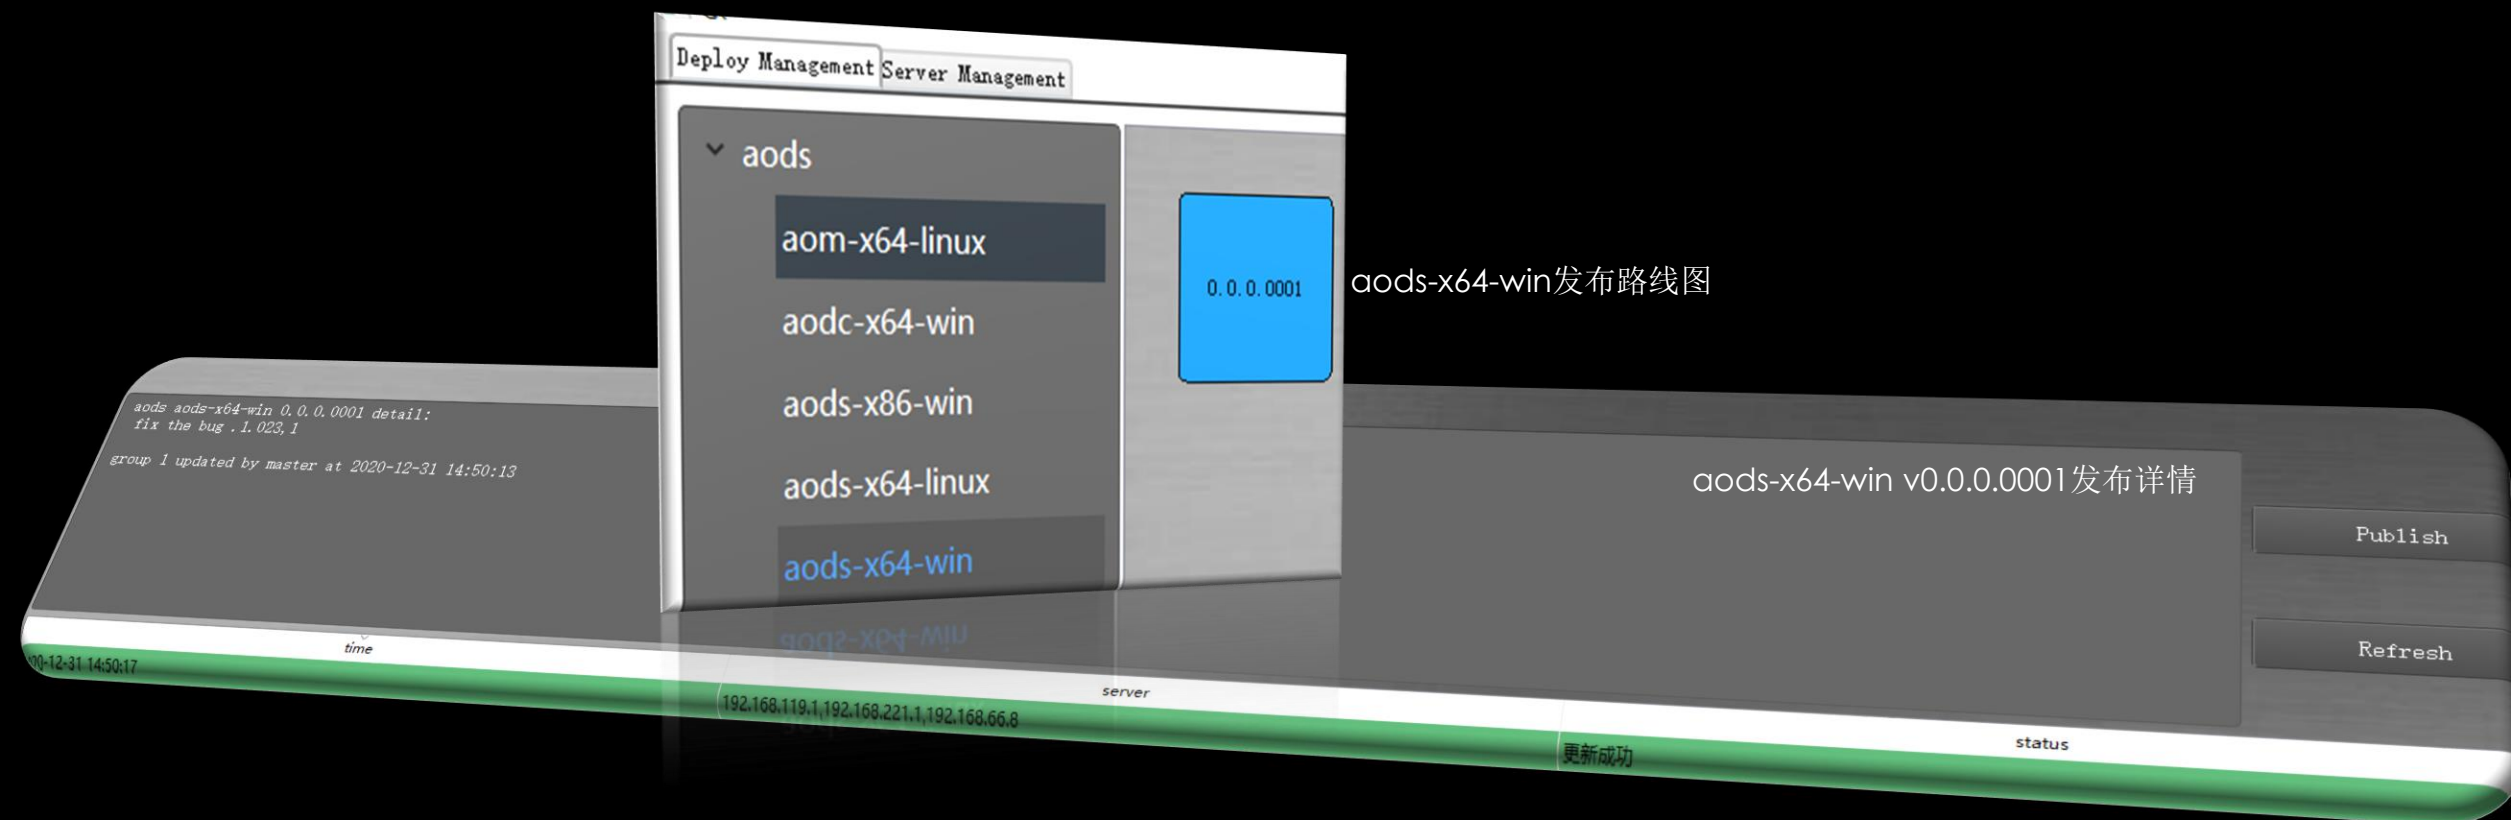 Deploy Management
Server Management
aods
aom-x64-linux
aodc-x64-win
aods-x86-win
aods-x64-linux
aods-x64-win
0.0.0.0001
aods-x64-win发布路线图
aods aods-x64-win 0.0.0.0001 detail:
fix the bug .1.023,1
group 1 updated by master at 2020-12-31 14:50:13
aods-x64-win v0.0.0.0001发布详情
Publish
Refresh
time
server
status
-12-31 14:50:17
192.168.119.1,192.168.221.1,192.168.66.8
更新成功